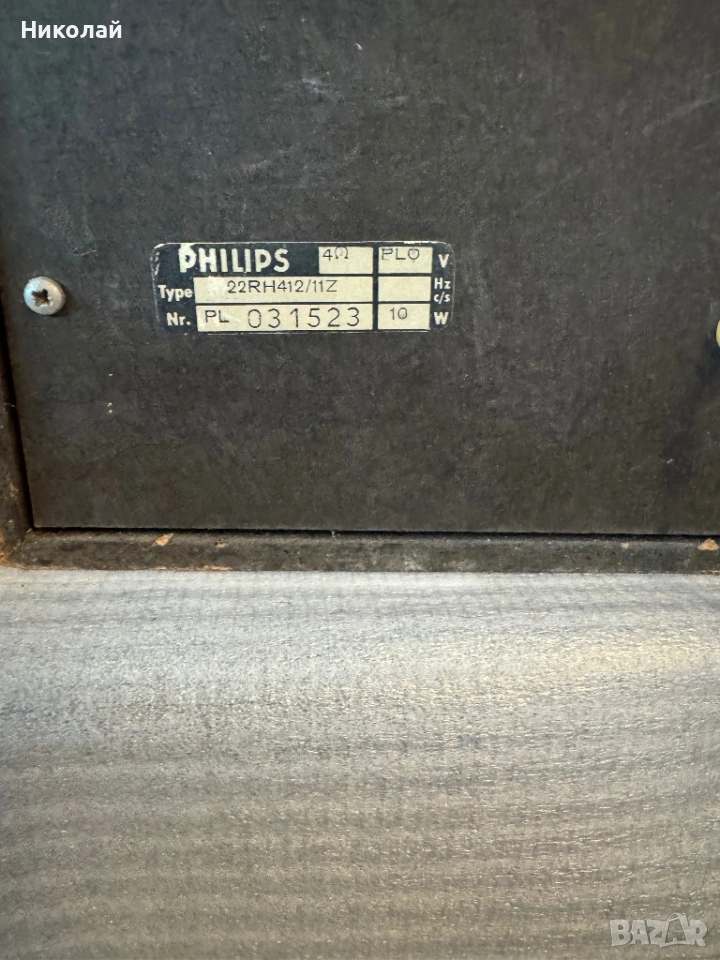 Николай
PHILIPS 4Ω PLO V
Type 22RH412/11Z Hz c/s
Nr. PL 031523 10 W
BAZAR